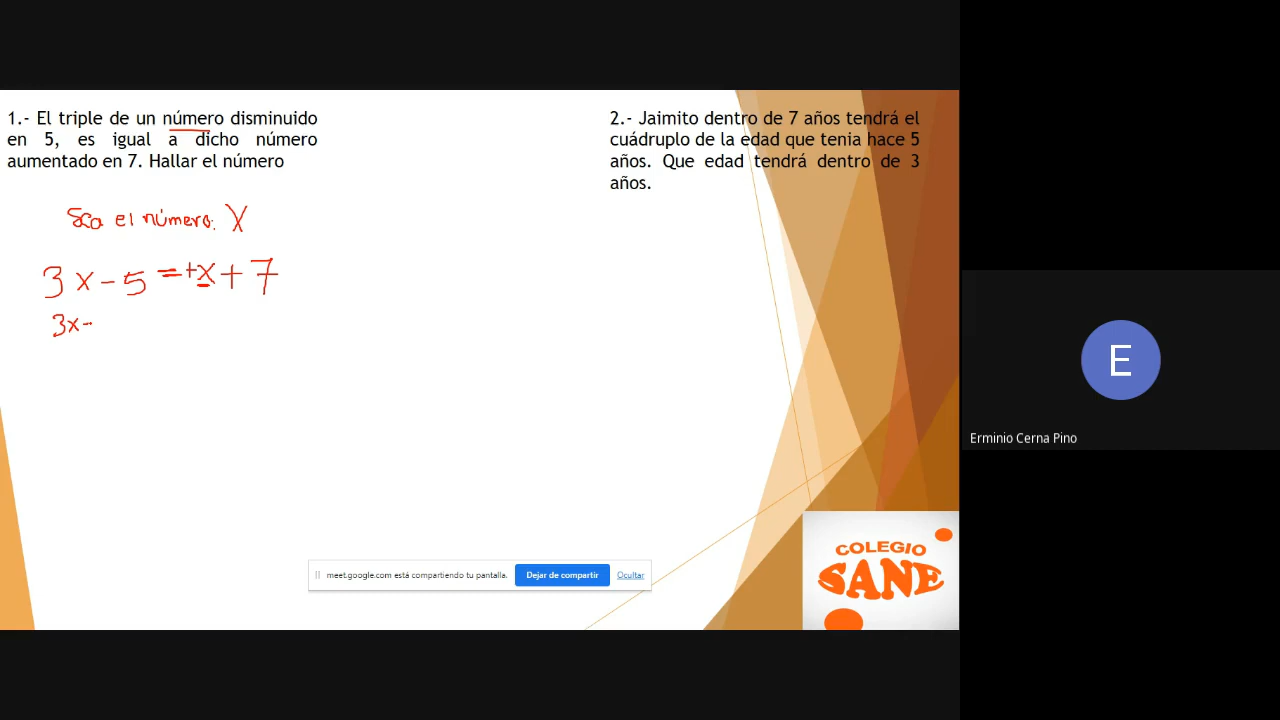 1.- El triple de un número disminuido
en 5, es igual a dicho número
aumentado en 7. Hallar el número
Sea el número: X
3x-5=+x+7
3x-
2.- Jaimito dentro de 7 años tendrá el
cuádruplo de la edad que tenia hace 5
años. Que edad tendrá dentro de 3
años.
meet.google.com está compartiendo tu pantalla.
Dejar de compartir
Ocultar
COLEGIO
SANE
E
Erminio Cerna Pino